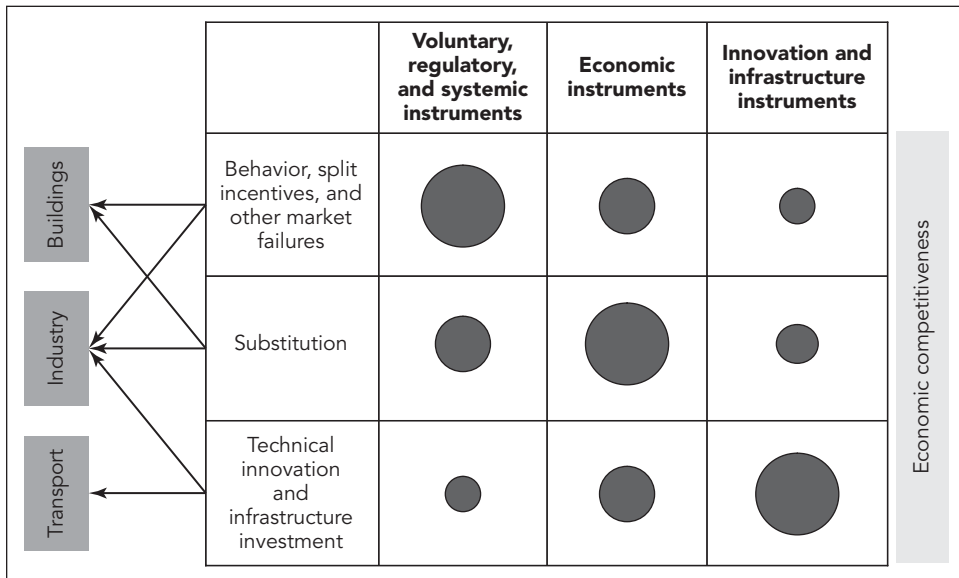 Voluntary,
regulatory,
and systemic
instruments
Economic
instruments
Innovation and
infrastructure
instruments
Buildings
Behavior, split
incentives, and
other market
failures
Industry
Substitution
Transport
Technical
innovation
and
infrastructure
investment
Economic competitiveness